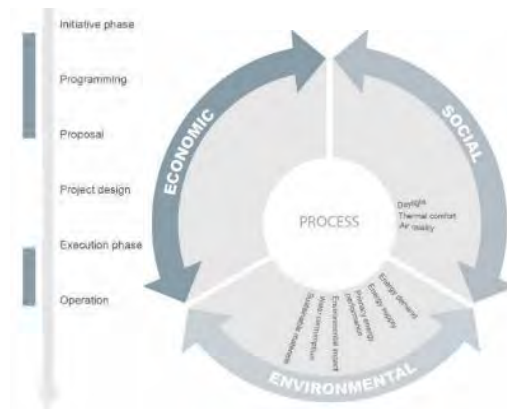 Initiative phase
Programming
Proposal
Project design
Execution phase
Operation
ECONOMIC
SOCIAL
PROCESS
Daylight
Thermal comfort
Air quality
Energy demand
Energy supply
Primary energy
performance
Environmental impact
Water consumption
Sustainable materials
ENVIRONMENTAL